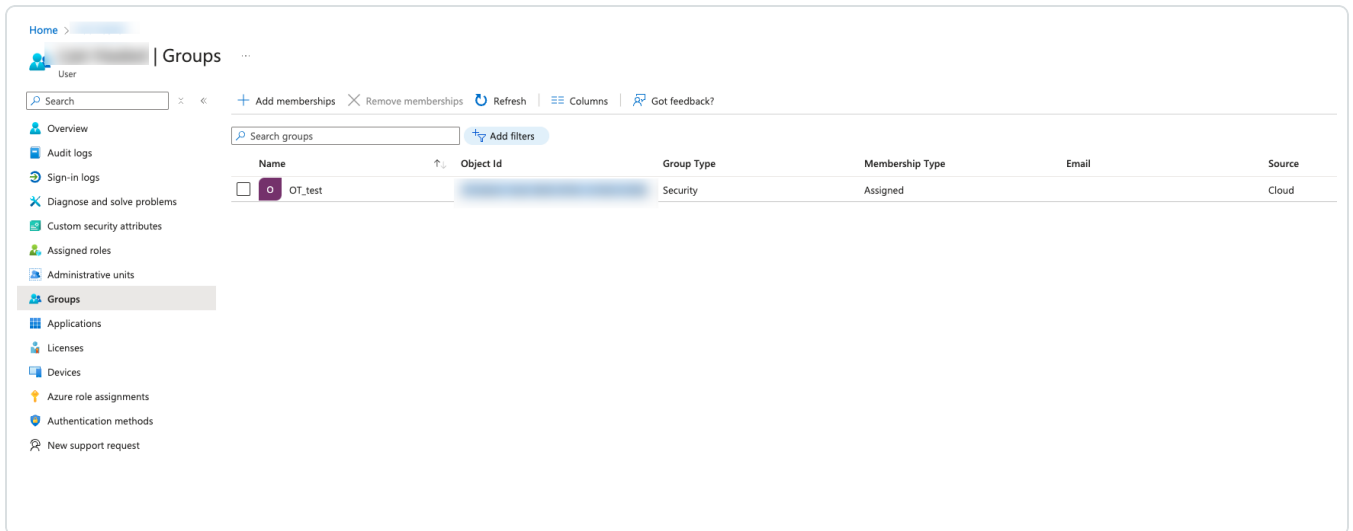 Home >
| Groups ...
User
Search
Add memberships Remove memberships Refresh Columns Got feedback?
Overview
Audit logs
Sign-in logs
Diagnose and solve problems
Custom security attributes
Assigned roles
Administrative units
Groups
Applications
Licenses
Devices
Azure role assignments
Authentication methods
New support request
Search groups Add filters
Name Object Id Group Type Membership Type Email Source
O OT_test Security Assigned Cloud